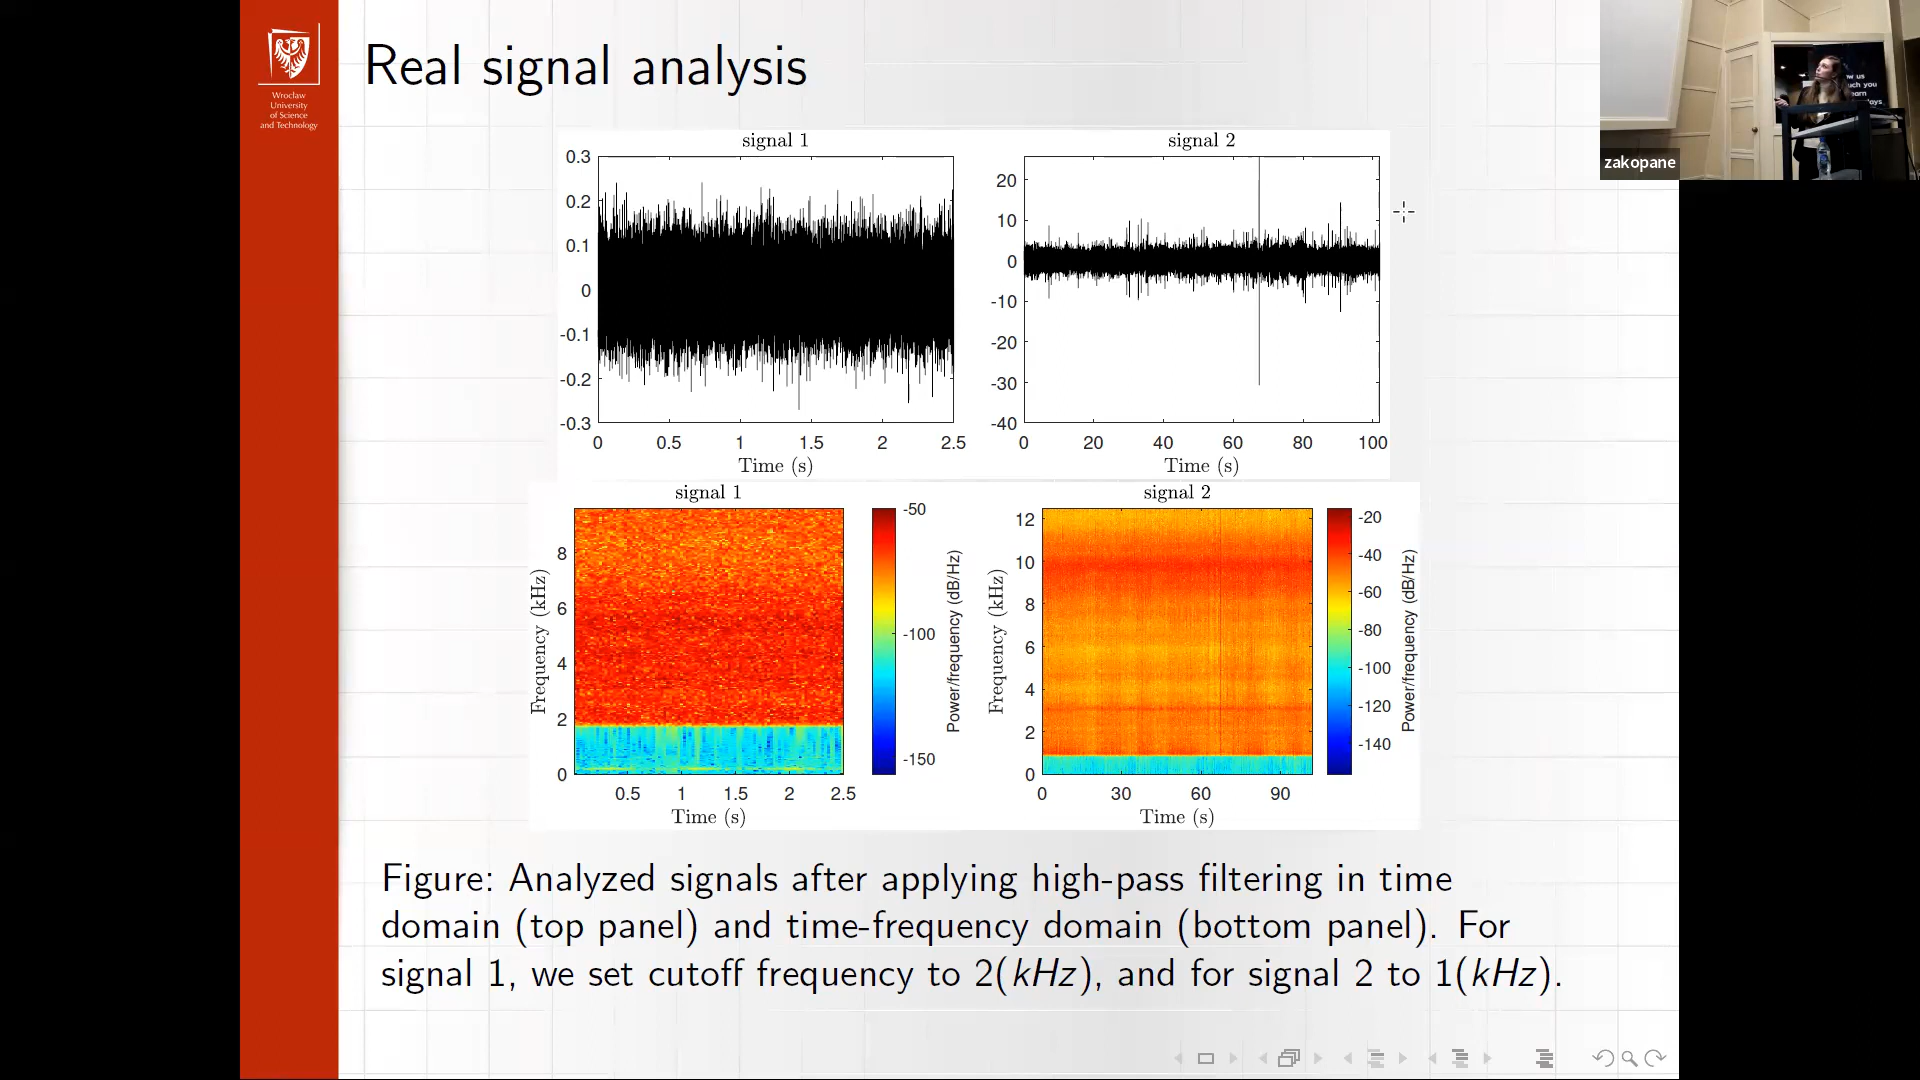 Real signal analysis
Wrocław
University
of Science
and Technology
zakopane
signal 1
0.3
0.2
0.1
0
-0.1
-0.2
-0.3
0 0.5 1 1.5 2 2.5
Time (s)
signal 2
20
10
0
-10
-20
-30
-40
0 20 40 60 80 100
Time (s)
signal 1
Frequency (kHz)
8
6
4
2
0
0.5 1 1.5 2 2.5
Time (s)
-50
-100
-150
Power/frequency (dB/Hz)
signal 2
Frequency (kHz)
12
10
8
6
4
2
0
0 30 60 90
Time (s)
-20
-40
-60
-80
-100
-120
-140
Power/frequency (dB/Hz)
Figure: Analyzed signals after applying high-pass filtering in time
domain (top panel) and time-frequency domain (bottom panel). For
signal 1, we set cutoff frequency to 2(kHz), and for signal 2 to 1(kHz).